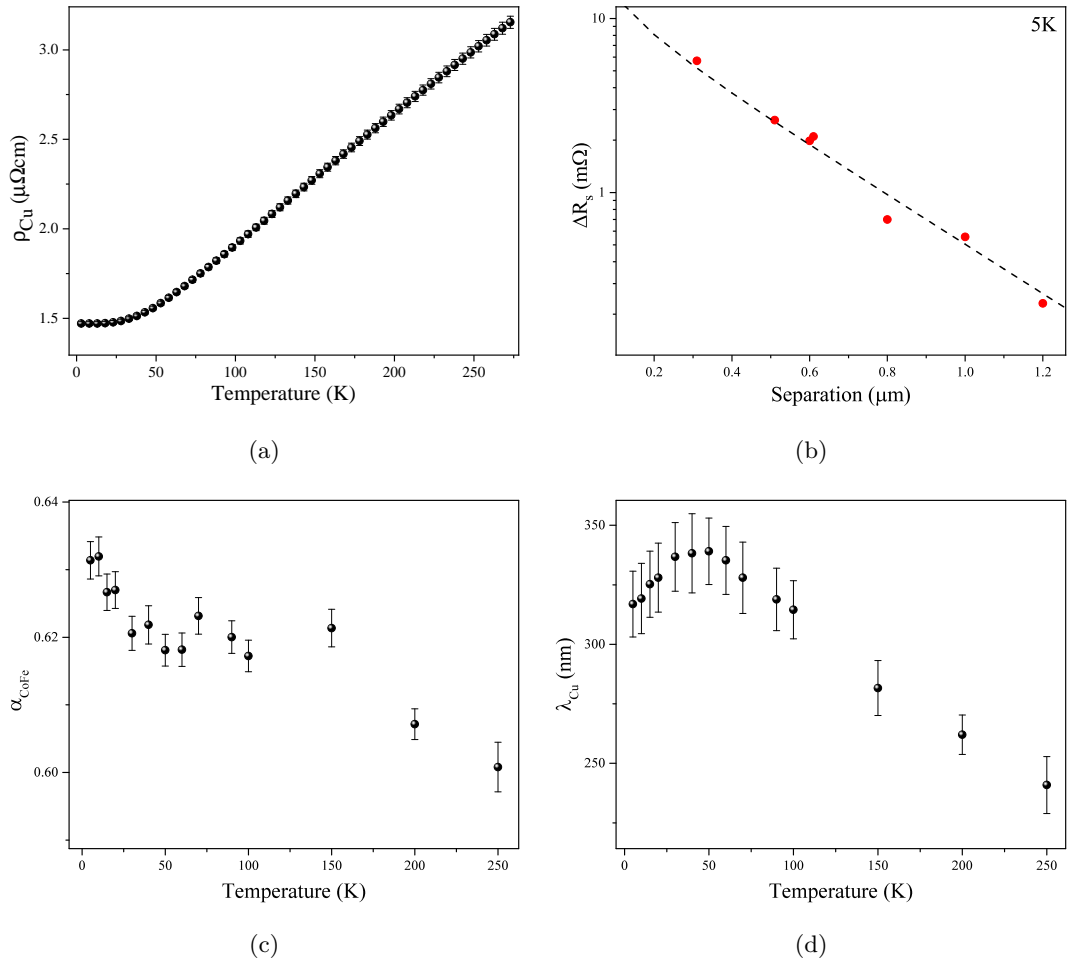 3.0
2.5
2.0
1.5
ρCu (μΩcm)
0
50
100
150
200
250
Temperature (K)
(a)
10
1
ΔRs (mΩ)
5K
0.2
0.4
0.6
0.8
1.0
1.2
Separation (μm)
(b)
0.64
0.62
0.60
αCoFe
0
50
100
150
200
250
Temperature (K)
(c)
350
300
250
λCu (nm)
0
50
100
150
200
250
Temperature (K)
(d)